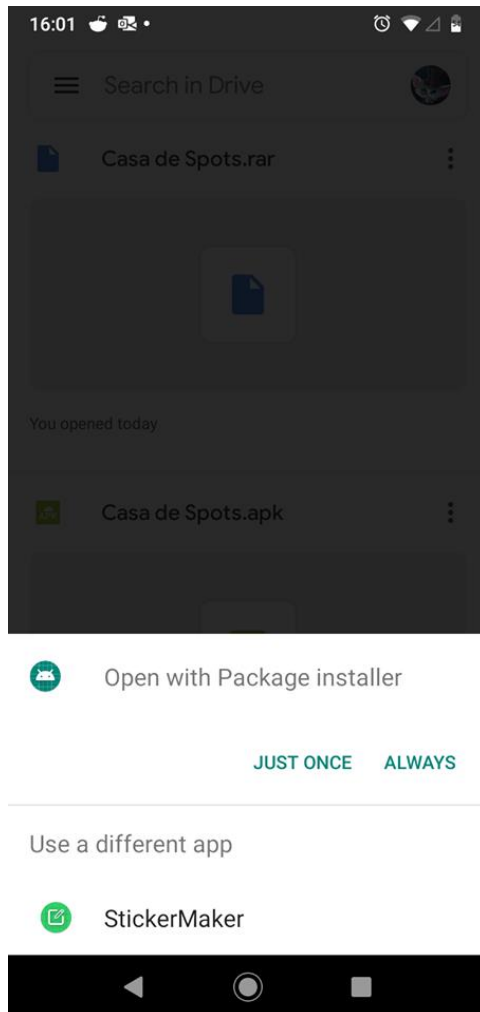 16:01
Search in Drive
Casa de Spots.rar
You opened today
Casa de Spots.apk
Open with Package installer
JUST ONCE ALWAYS
Use a different app
StickerMaker